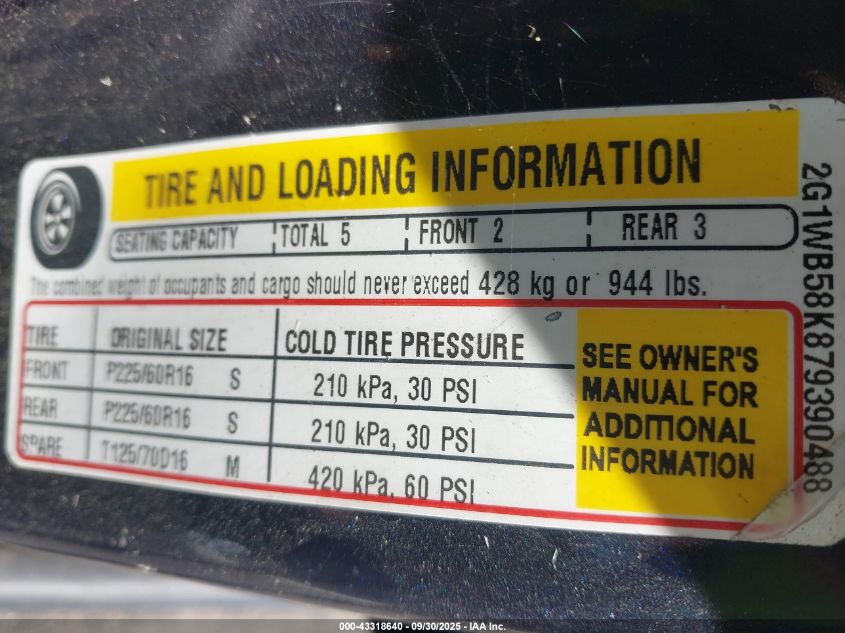 TIRE AND LOADING INFORMATION
SEATING CAPACITY TOTAL 5 FRONT 2 REAR 3
The combined weight of occupants and cargo should never exceed 428 kg or 944 lbs.
TIRE ORIGINAL SIZE COLD TIRE PRESSURE
FRONT P225/60R16 S 210 kPa, 30 PSI
REAR P225/60R16 S 210 kPa, 30 PSI
SPARE T125/70D16 M 420 kPa, 60 PSI
SEE OWNER'S
MANUAL FOR
ADDITIONAL
INFORMATION
2G1WB58K879390488
000-43318640 - 09/30/2025 - IAA Inc.